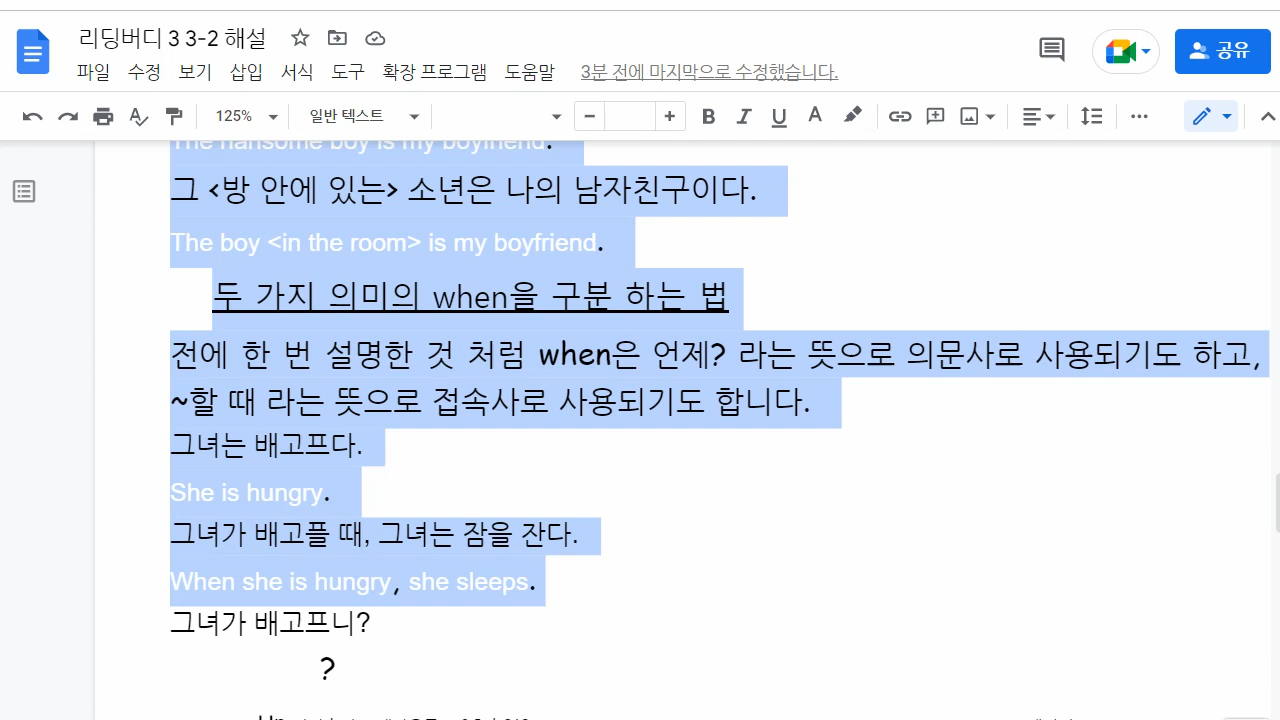 리딩버디 3 3-2 해설
파일 수정 보기 삽입 서식 도구 확장 프로그램 도움말 3분 전에 마지막으로 수정했습니다.
공유
125% 일반 텍스트
The hansome boy is my boyfriend.
그 <방 안에 있는> 소년은 나의 남자친구이다.
The boy <in the room> is my boyfriend.
두 가지 의미의 when을 구분 하는 법
전에 한 번 설명한 것 처럼 when은 언제? 라는 뜻으로 의문사로 사용되기도 하고,
~할 때 라는 뜻으로 접속사로 사용되기도 합니다.
그녀는 배고프다.
She is hungry.
그녀가 배고플 때, 그녀는 잠을 잔다.
When she is hungry, she sleeps.
그녀가 배고프니?
?